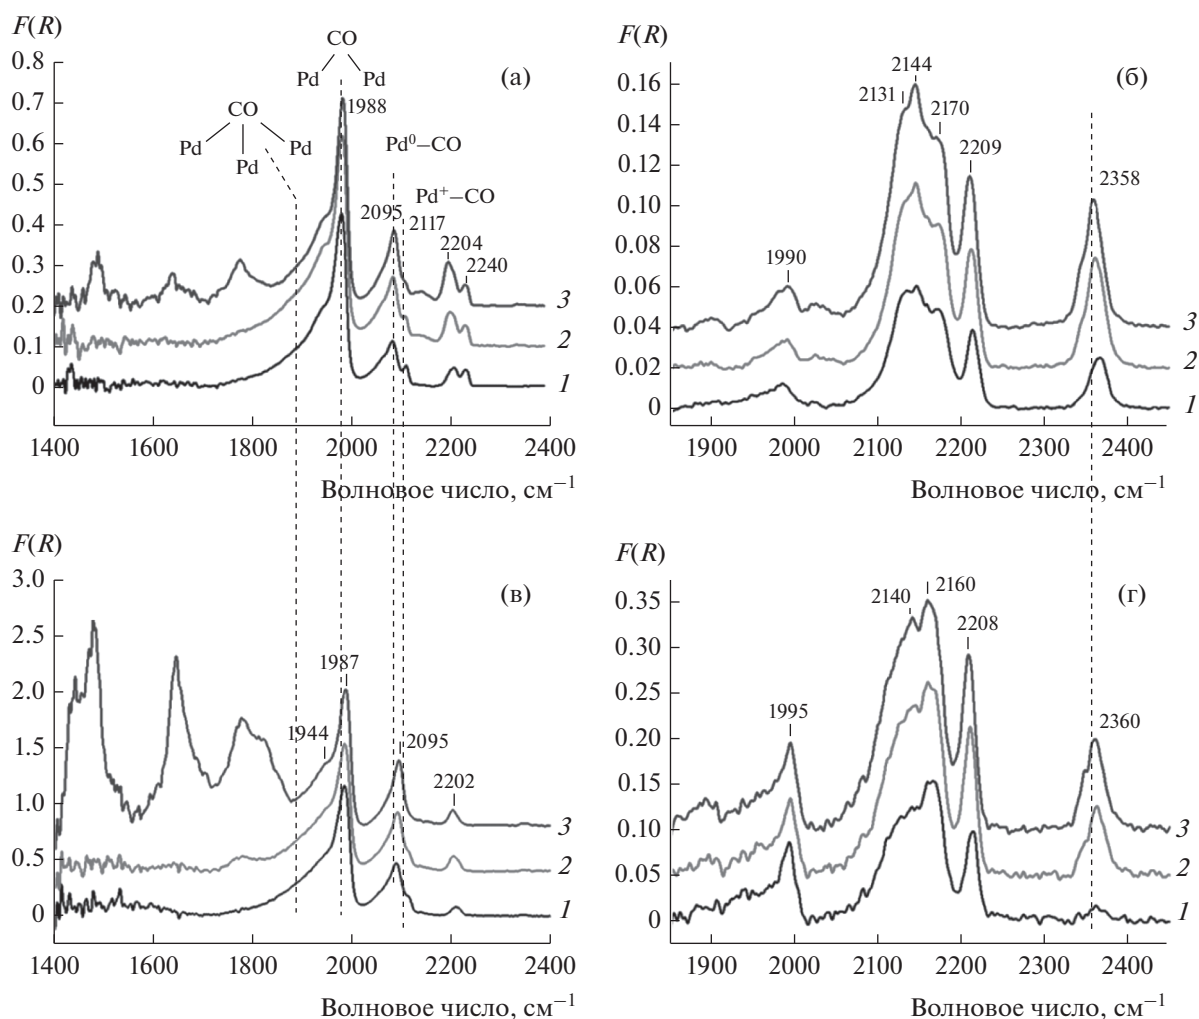 F(R)
0.8
0.7
0.6
0.5
0.4
0.3
0.2
0.1
0
CO
Pd Pd
(а)
1988
CO
Pd Pd
Pd
Pd⁰−CO
Pd⁺−CO
2095
2117
2204
2240
3
2
1
1400 1600 1800 2000 2200 2400
Волновое число, см⁻¹
F(R)
0.16
0.14
0.12
0.10
0.08
0.06
0.04
0.02
0
(б)
2144
2131
2170
2209
2358
1990
3
2
1
1900 2000 2100 2200 2300 2400
Волновое число, см⁻¹
F(R)
3.0
2.5
2.0
1.5
1.0
0.5
0
(в)
1987
1944
2095
2202
3
2
1
1400 1600 1800 2000 2200 2400
Волновое число, см⁻¹
F(R)
0.35
0.30
0.25
0.20
0.15
0.10
0.05
0
(г)
2140
2160
2208
1995
2360
3
2
1
1900 2000 2100 2200 2300 2400
Волновое число, см⁻¹